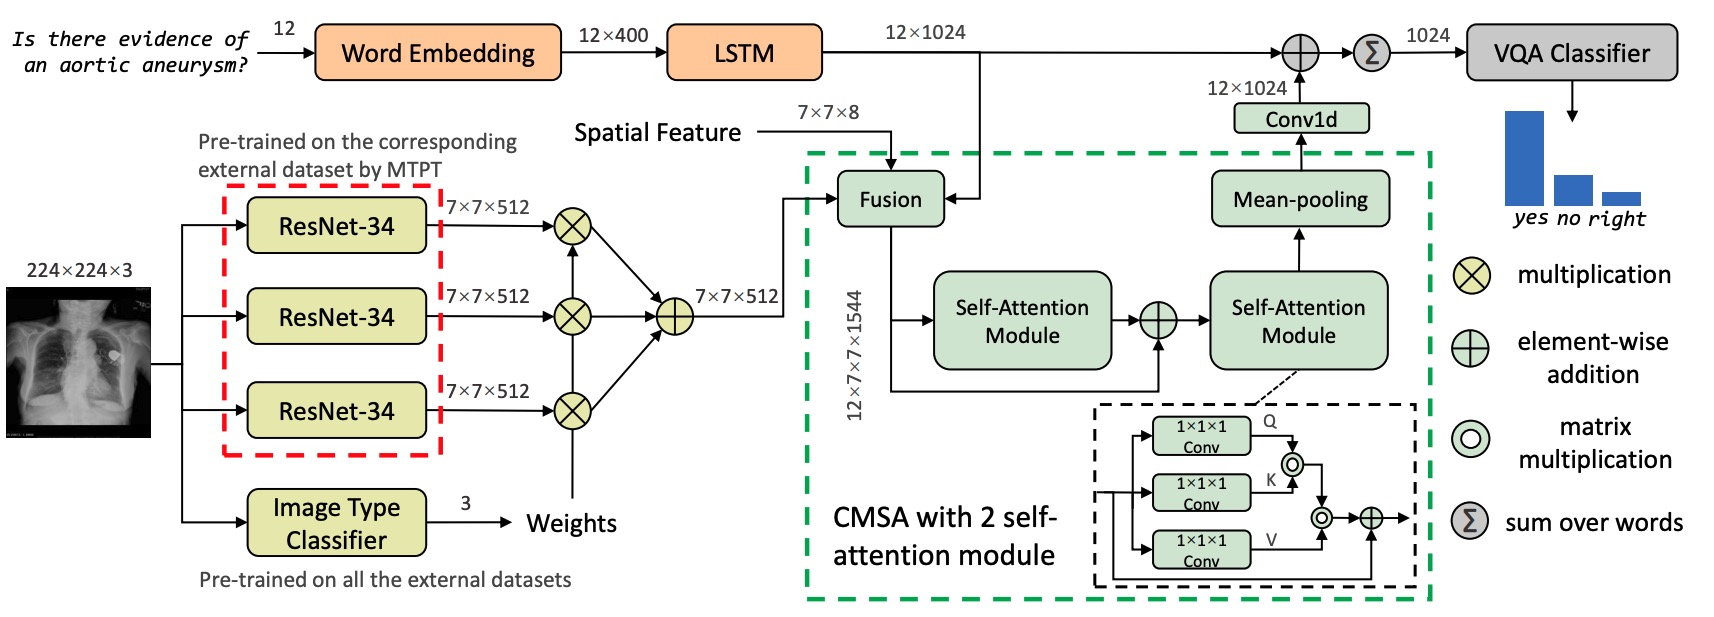 Is there evidence of
an aortic aneurysm?
12
Word Embedding
12×400
LSTM
12×1024
Σ
1024
VQA Classifier
12×1024
Conv1d
7×7×8
Spatial Feature
Pre-trained on the corresponding
external dataset by MTPT
Fusion
Mean-pooling
yes no right
ResNet-34
7×7×512
224×224×3
ResNet-34
7×7×512
7×7×512
ResNet-34
7×7×512
12×7×7×1544
Self-Attention
Module
Self-Attention
Module
multiplication
element-wise
addition
matrix
multiplication
Σ
sum over words
1×1×1
Conv
Q
1×1×1
Conv
K
1×1×1
Conv
V
Image Type
Classifier
3
Weights
Pre-trained on all the external datasets
CMSA with 2 self-
attention module